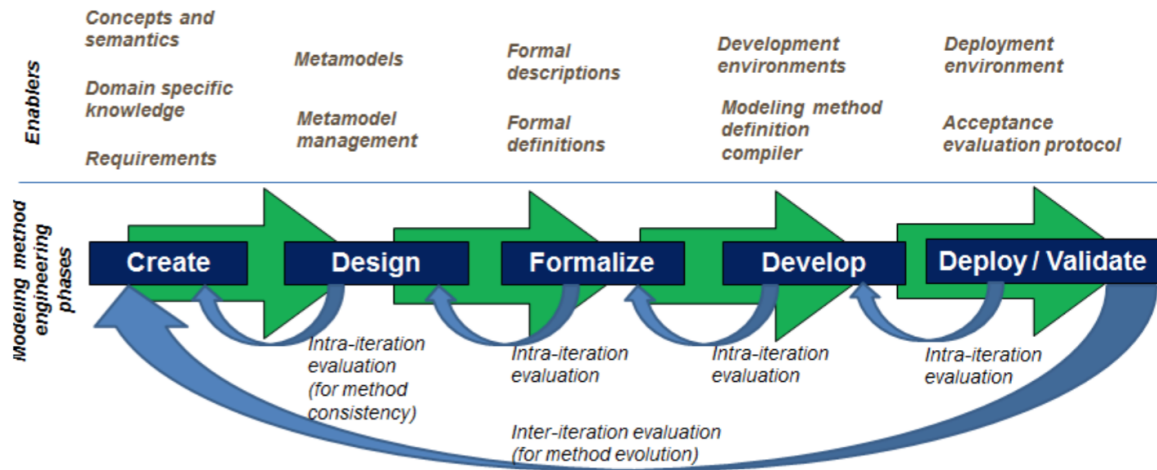 Enablers
Concepts and
semantics
Domain specific
knowledge
Requirements
Metamodels
Metamodel
management
Formal
descriptions
Formal
definitions
Development
environments
Modeling method
definition
compiler
Deployment
environment
Acceptance
evaluation protocol
Modeling method
engineering
phases
Create
Design
Formalize
Develop
Deploy / Validate
Intra-iteration
evaluation
(for method
consistency)
Intra-iteration
evaluation
Intra-iteration
evaluation
Intra-iteration
evaluation
Inter-iteration evaluation
(for method evolution)